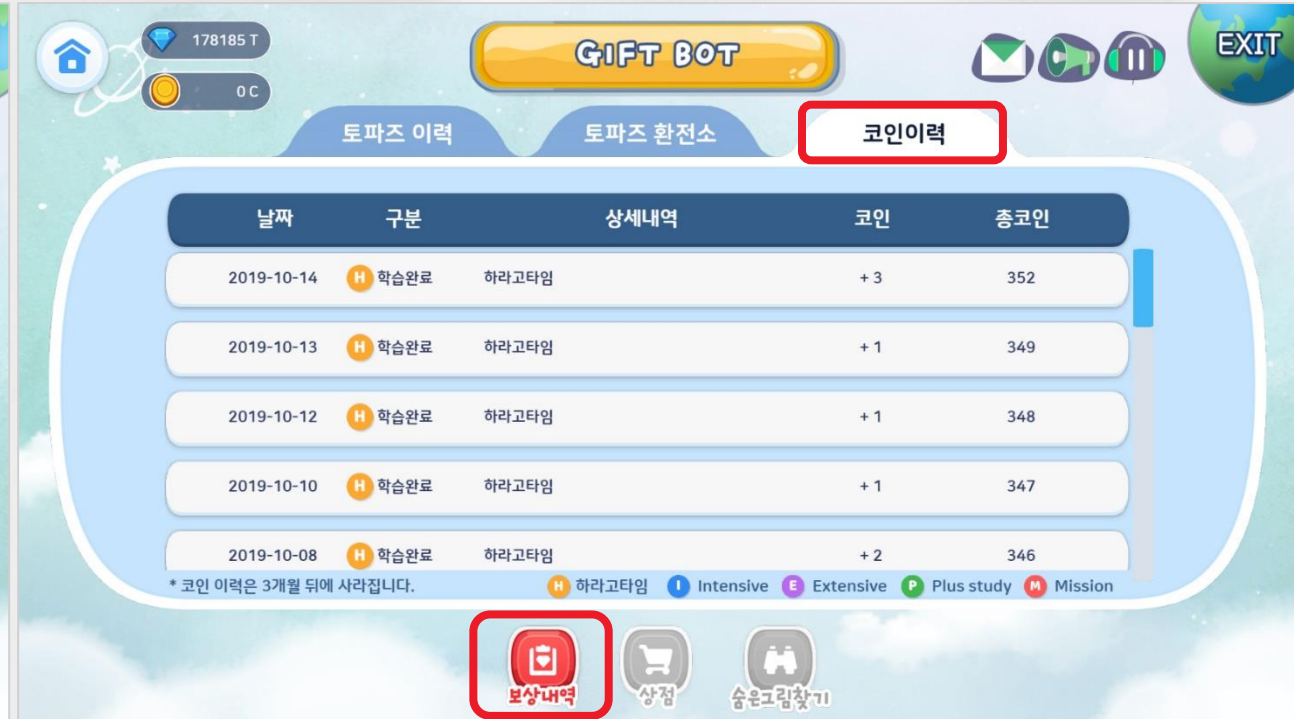 178185 T
GIFT BOT
EXIT
0 C
토파즈 이력 토파즈 환전소 코인이력
날짜 구분 상세내역 코인 총코인
2019-10-14 H 학습완료 하라고타임 + 3 352
2019-10-13 H 학습완료 하라고타임 + 1 349
2019-10-12 H 학습완료 하라고타임 + 1 348
2019-10-10 H 학습완료 하라고타임 + 1 347
2019-10-08 H 학습완료 하라고타임 + 2 346
* 코인 이력은 3개월 뒤에 사라집니다. H 하라고타임 I Intensive E Extensive P Plus study M Mission
보상내역 상점 숨은그림찾기